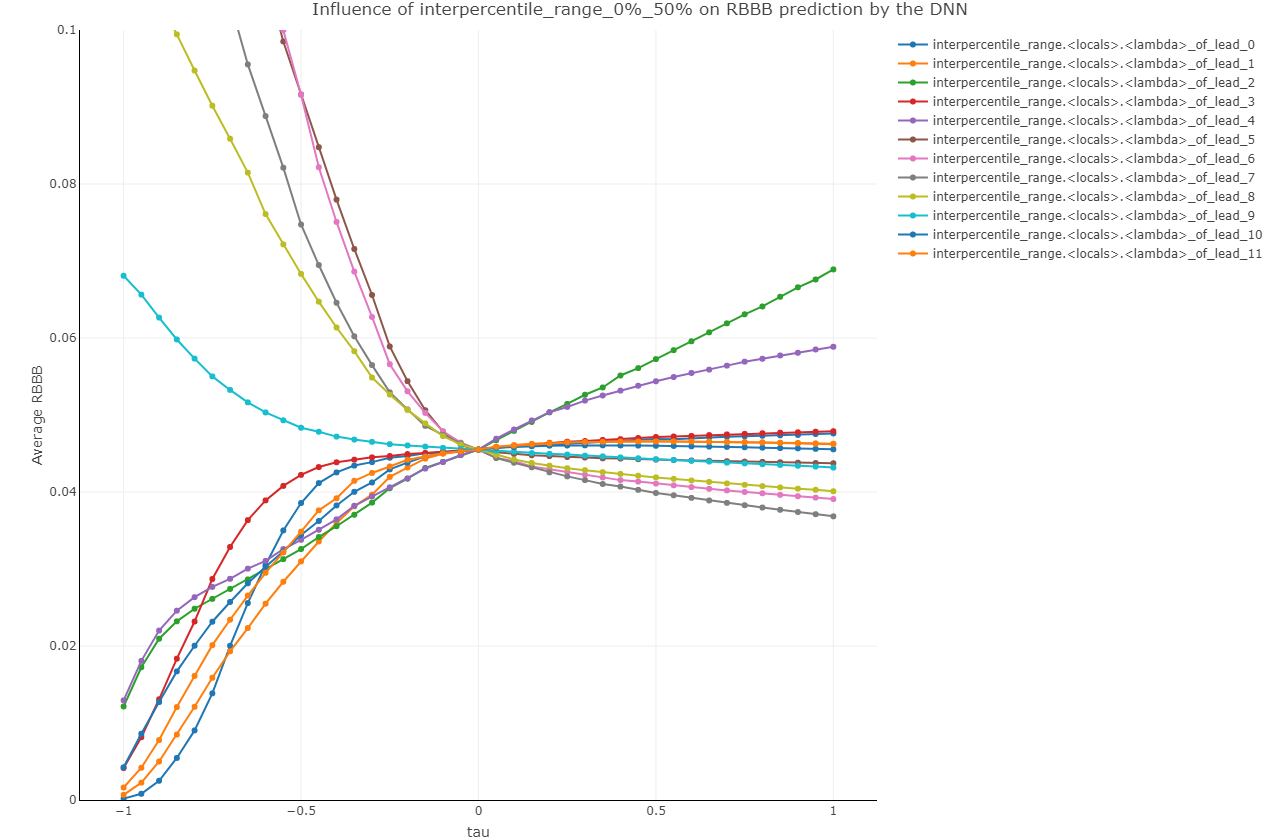 Influence of interpercentile_range_0%_50% on RBBB prediction by the DNN
0.1
0.08
0.06
0.04
0.02
0
Average RBBB
−1
−0.5
0
0.5
1
tau
interpercentile_range.<locals>.<lambda>_of_lead_0
interpercentile_range.<locals>.<lambda>_of_lead_1
interpercentile_range.<locals>.<lambda>_of_lead_2
interpercentile_range.<locals>.<lambda>_of_lead_3
interpercentile_range.<locals>.<lambda>_of_lead_4
interpercentile_range.<locals>.<lambda>_of_lead_5
interpercentile_range.<locals>.<lambda>_of_lead_6
interpercentile_range.<locals>.<lambda>_of_lead_7
interpercentile_range.<locals>.<lambda>_of_lead_8
interpercentile_range.<locals>.<lambda>_of_lead_9
interpercentile_range.<locals>.<lambda>_of_lead_10
interpercentile_range.<locals>.<lambda>_of_lead_11